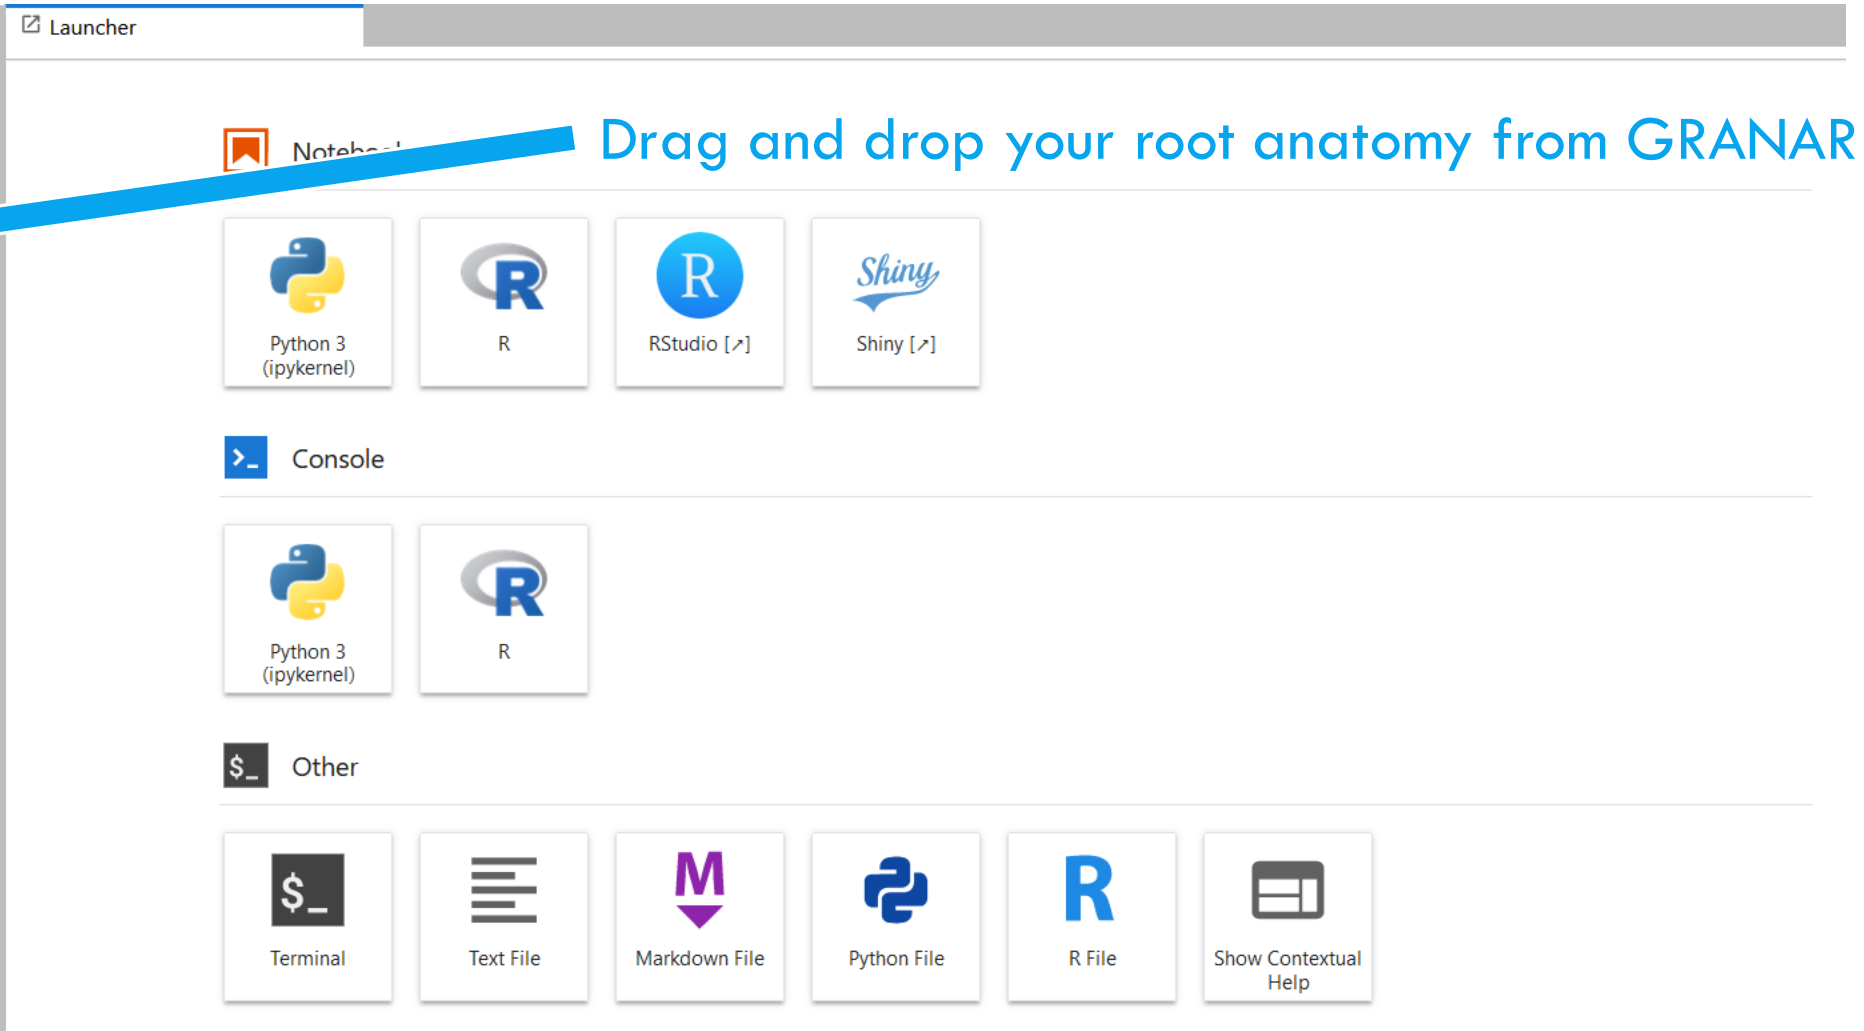 Launcher
Drag and drop your root anatomy from GRANAR
R
Shiny
Python 3
(ipykernel)
R
RStudio [↗]
Shiny [↗]
>_ Console
R
Python 3
(ipykernel)
R
$_ Other
$_
M
R
Terminal
Text File
Markdown File
Python File
R File
Show Contextual
Help